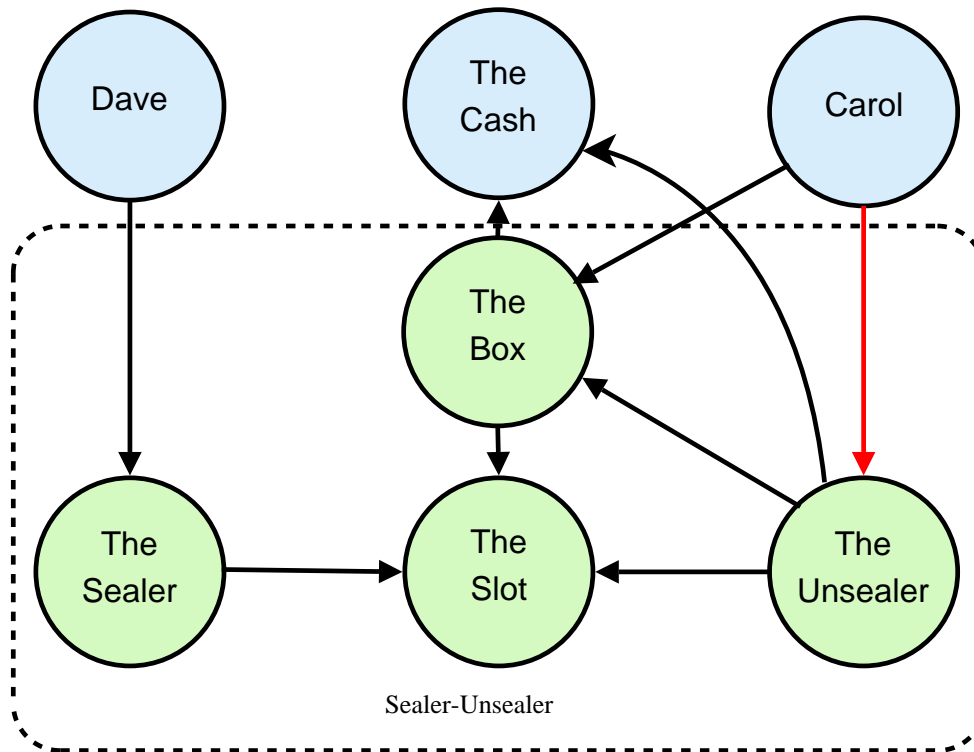 Dave
The
Cash
Carol
The
Box
The
Sealer
The
Slot
The
Unsealer
Sealer-Unsealer